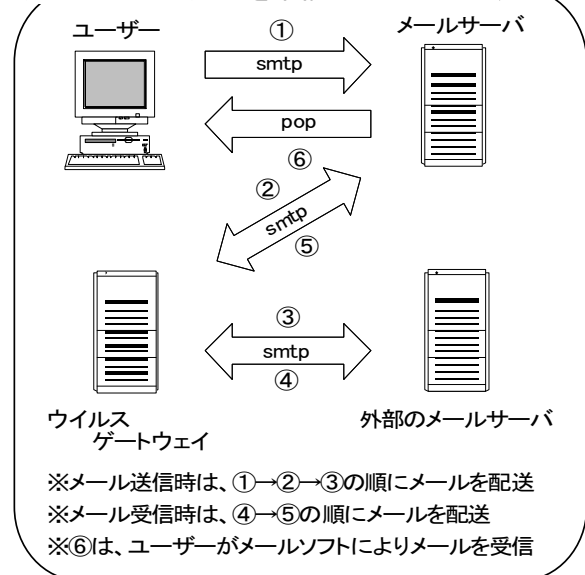 ユーザー
①
メールサーバ
smtp
pop
⑥
②
smtp
⑤
③
smtp
④
ウイルス
ゲートウェイ
外部のメールサーバ
※メール送信時は、①→②→③の順にメールを配送
※メール受信時は、④→⑤の順にメールを配送
※⑥は、ユーザーがメールソフトによりメールを受信